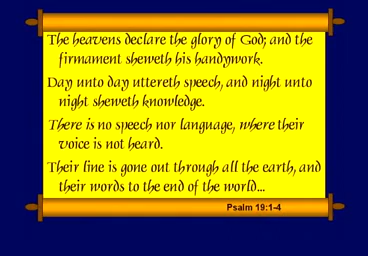 The heavens declare the glory of God; and the
firmament sheweth his handywork.
Day unto day uttereth speech, and night unto
night sheweth knowledge.
There is no speech nor language, where their
voice is not heard.
Their line is gone out through all the earth, and
their words to the end of the world...
Psalm 19:1-4